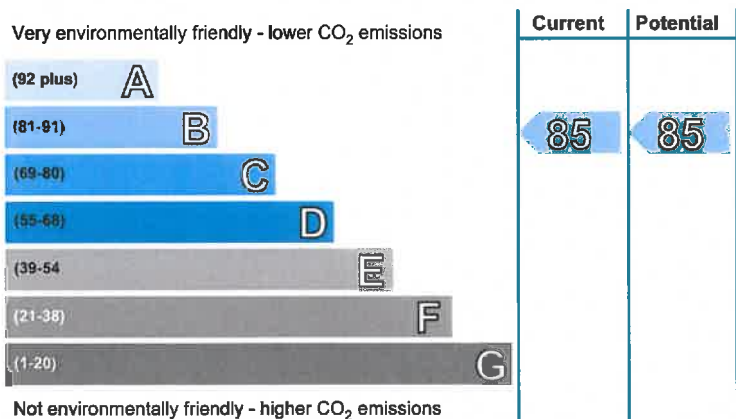 Very environmentally friendly - lower CO₂ emissions
Current Potential
(92 plus) A
(81-91) B
85 85
(69-80) C
(55-68) D
(39-54 E
(21-38) F
(1-20) G
Not environmentally friendly - higher CO₂ emissions